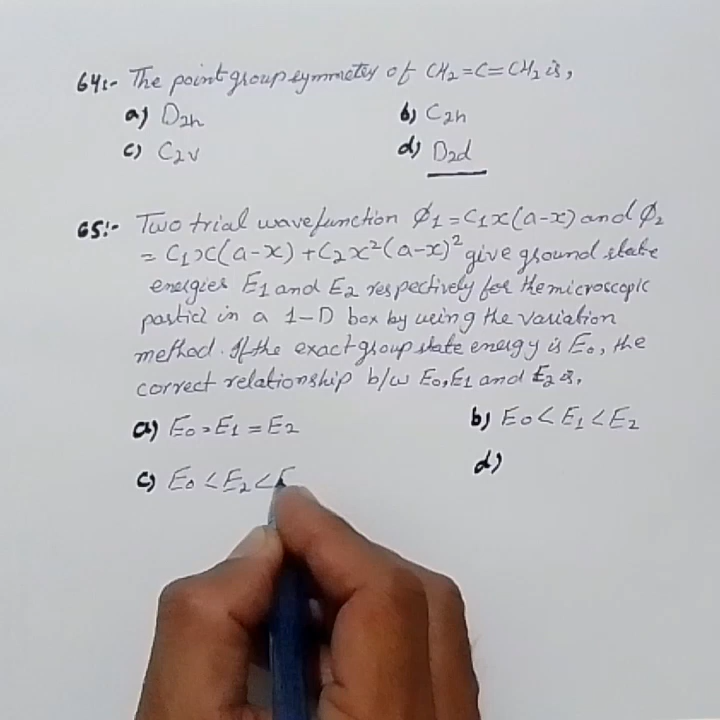 64:- The point group symmetry of CH2=C=CH2 is,
a) D2h b) C2h
c) C2v d) D2d
65:- Two trial wavefunction Ø1 = C1x(a-x) and Ø2
= C1x(a-x) + C2x²(a-x)² give ground state
energies E1 and E2 respectively for the microscopic
particl in a 1-D box by using the variation
method. If the exact group state energy is E0, the
correct relationship b/w E0, E1 and E2 is,
a) E0 = E1 = E2 b) E0 < E1 < E2
c) E0 < E2 < E d)